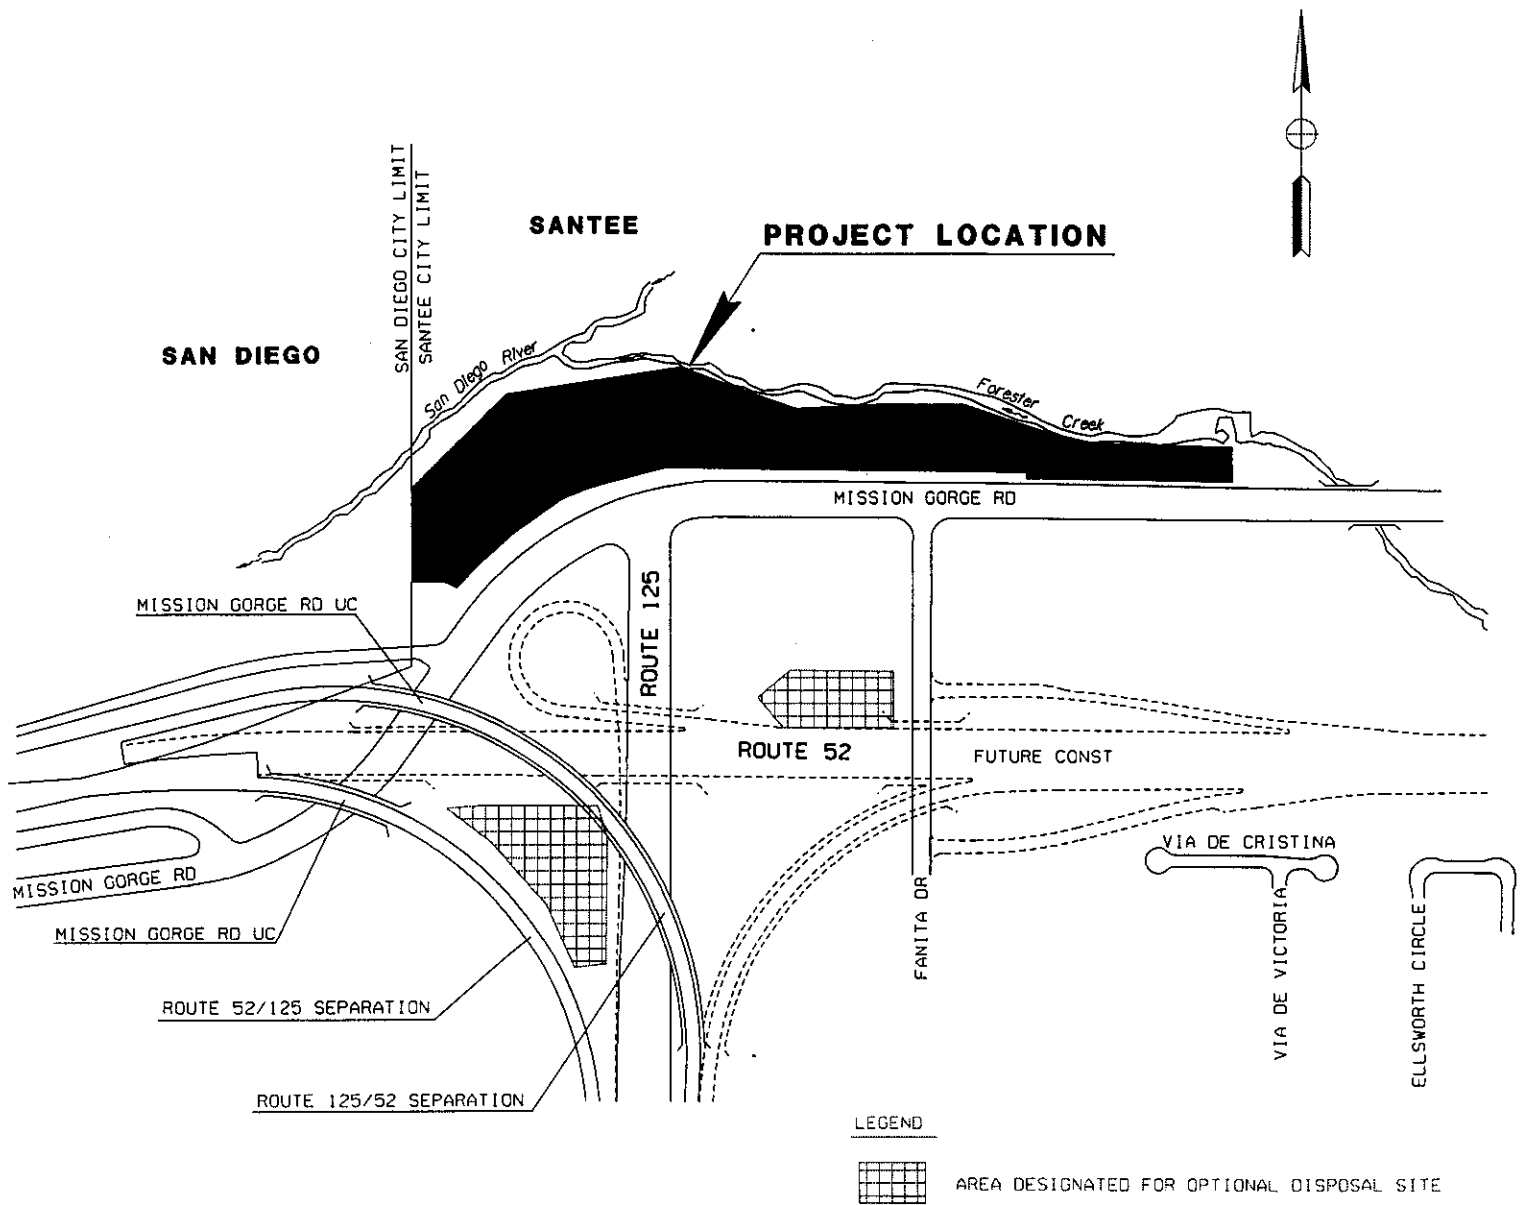 SAN DIEGO CITY LIMIT
SANTEE CITY LIMIT
SANTEE
PROJECT LOCATION
SAN DIEGO
San Diego River
Forester
Creek
MISSION GORGE RD
MISSION GORGE RD UC
ROUTE 125
ROUTE 52
FUTURE CONST
VIA DE CRISTINA
MISSION GORGE RD
MISSION GORGE RD UC
FANITA DR
VIA DE VICTORIA
ELLSWORTH CIRCLE
ROUTE 52/125 SEPARATION
ROUTE 125/52 SEPARATION
LEGEND
AREA DESIGNATED FOR OPTIONAL DISPOSAL SITE